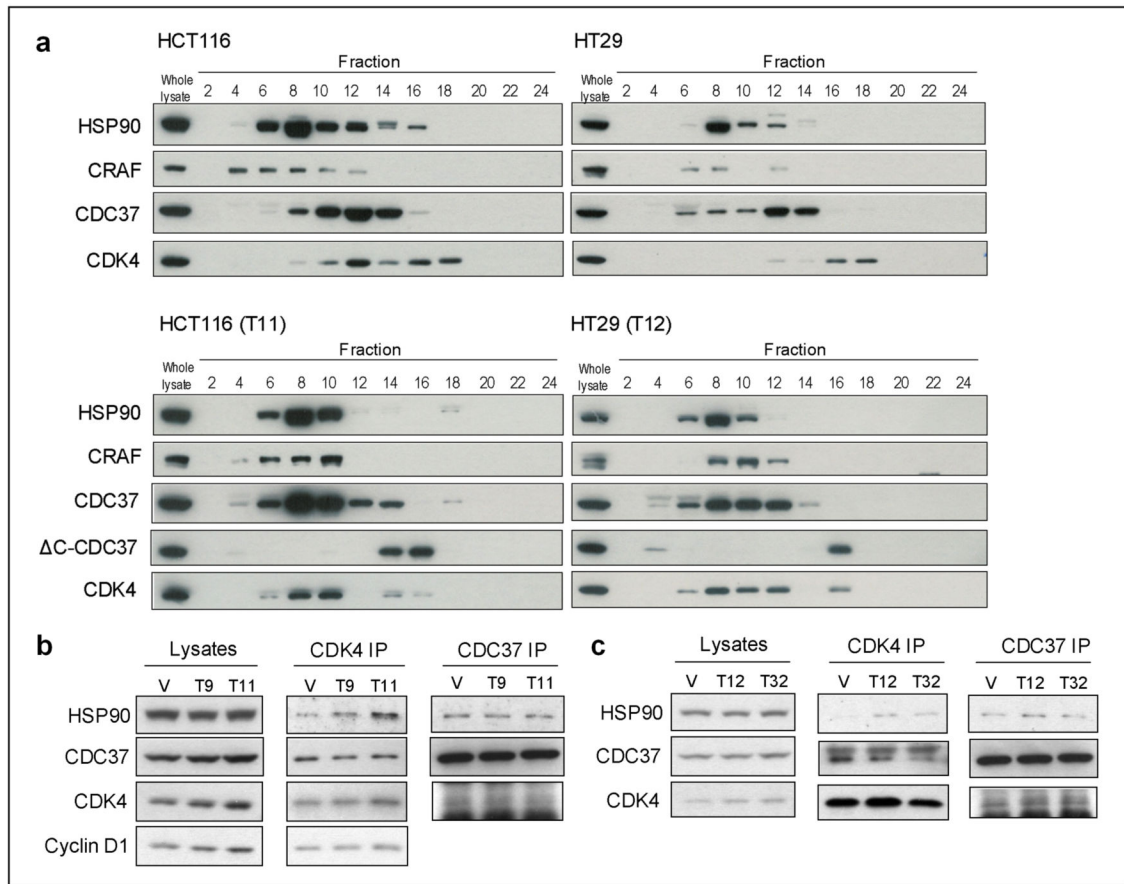 a
HCT116
HT29
Fraction
Fraction
Whole lysate 2 4 6 8 10 12 14 16 18 20 22 24
Whole lysate 2 4 6 8 10 12 14 16 18 20 22 24
HSP90
CRAF
CDC37
CDK4
HCT116 (T11)
HT29 (T12)
Fraction
Fraction
Whole lysate 2 4 6 8 10 12 14 16 18 20 22 24
Whole lysate 2 4 6 8 10 12 14 16 18 20 22 24
HSP90
CRAF
CDC37
ΔC-CDC37
CDK4
b
Lysates CDK4 IP CDC37 IP
V T9 T11 V T9 T11 V T9 T11
HSP90
CDC37
CDK4
Cyclin D1
c
Lysates CDK4 IP CDC37 IP
V T12 T32 V T12 T32 V T12 T32
HSP90
CDC37
CDK4